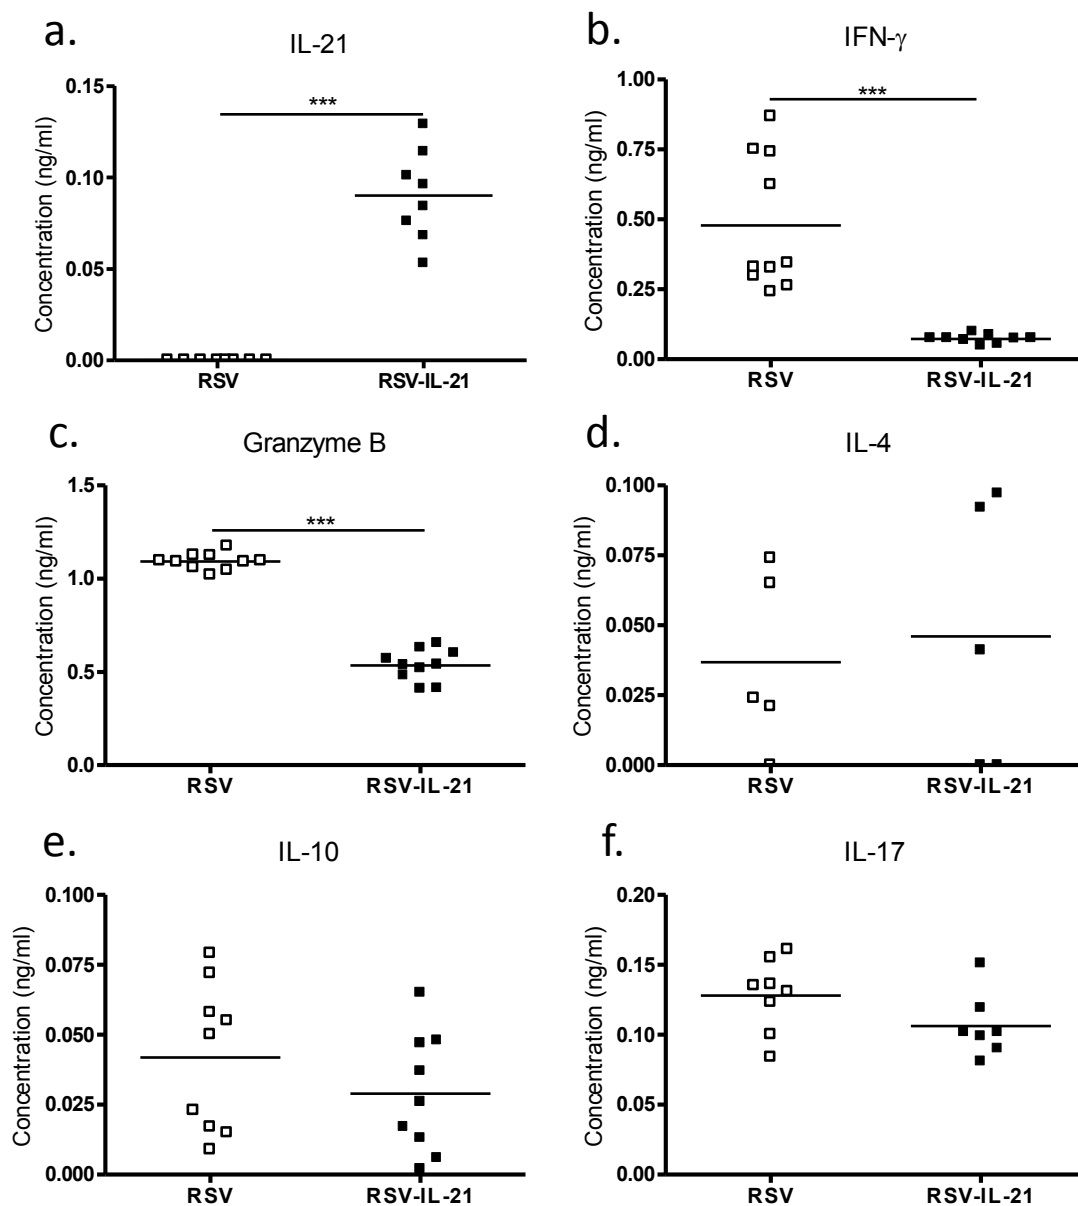 a.
IL-21
Concentration (ng/ml)
0.15
0.10
0.05
0.00
***
RSV
RSV-IL-21
b.
IFN-γ
Concentration (ng/ml)
1.00
0.75
0.50
0.25
0.00
***
RSV
RSV-IL-21
c.
Granzyme B
Concentration (ng/ml)
1.5
1.0
0.5
0.0
***
RSV
RSV-IL-21
d.
IL-4
Concentration (ng/ml)
0.100
0.075
0.050
0.025
0.000
RSV
RSV-IL-21
e.
IL-10
Concentration (ng/ml)
0.100
0.075
0.050
0.025
0.000
RSV
RSV-IL-21
f.
IL-17
Concentration (ng/ml)
0.20
0.15
0.10
0.05
0.00
RSV
RSV-IL-21